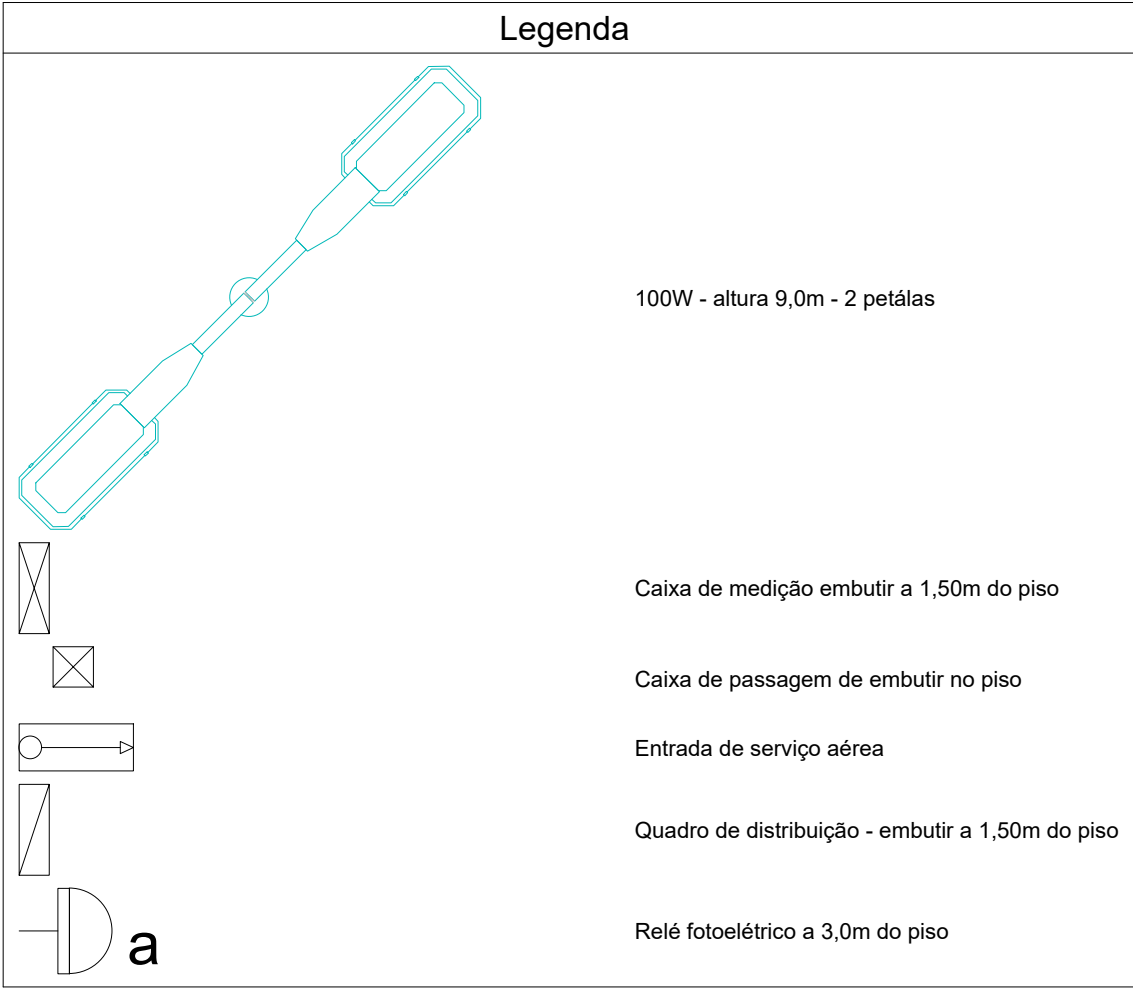 Legenda
100W - altura 9,0m - 2 petálas
Caixa de medição embutir a 1,50m do piso
Caixa de passagem de embutir no piso
Entrada de serviço aérea
Quadro de distribuição - embutir a 1,50m do piso
a
Relé fotoelétrico a 3,0m do piso